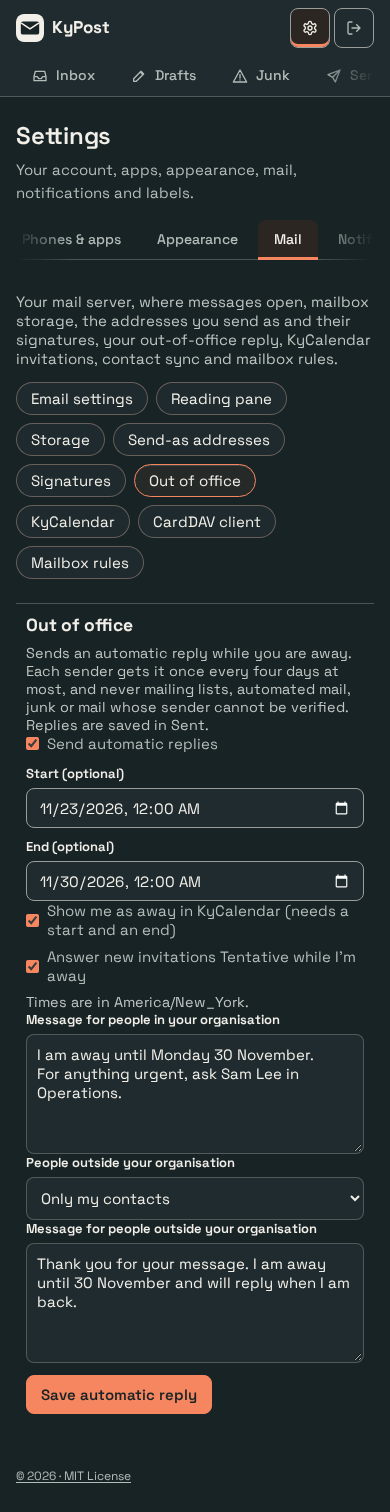 KyPost
Inbox
Drafts
Junk
Settings
Your account, apps, appearance, mail,
notifications and labels.
Phones & apps
Appearance
Mail
Your mail server, where messages open, mailbox
storage, the addresses you send as and their
signatures, your out-of-office reply, KyCalendar
invitations, contact sync and mailbox rules.
Email settings
Reading pane
Storage
Send-as addresses
Signatures
Out of office
KyCalendar
CardDAV client
Mailbox rules
Out of office
Sends an automatic reply while you are away.
Each sender gets it once every four days at
most, and never mailing lists, automated mail,
junk or mail whose sender cannot be verified.
Replies are saved in Sent.
Send automatic replies
Start (optional)
11/23/2026, 12:00 AM
End (optional)
11/30/2026, 12:00 AM
Show me as away in KyCalendar (needs a
start and an end)
Answer new invitations Tentative while I'm
away
Times are in America/New_York.
Message for people in your organisation
I am away until Monday 30 November.
For anything urgent, ask Sam Lee in
Operations.
People outside your organisation
Only my contacts
Message for people outside your organisation
Thank you for your message. I am away
until 30 November and will reply when I am
back.
Save automatic reply
© 2026 · MIT License